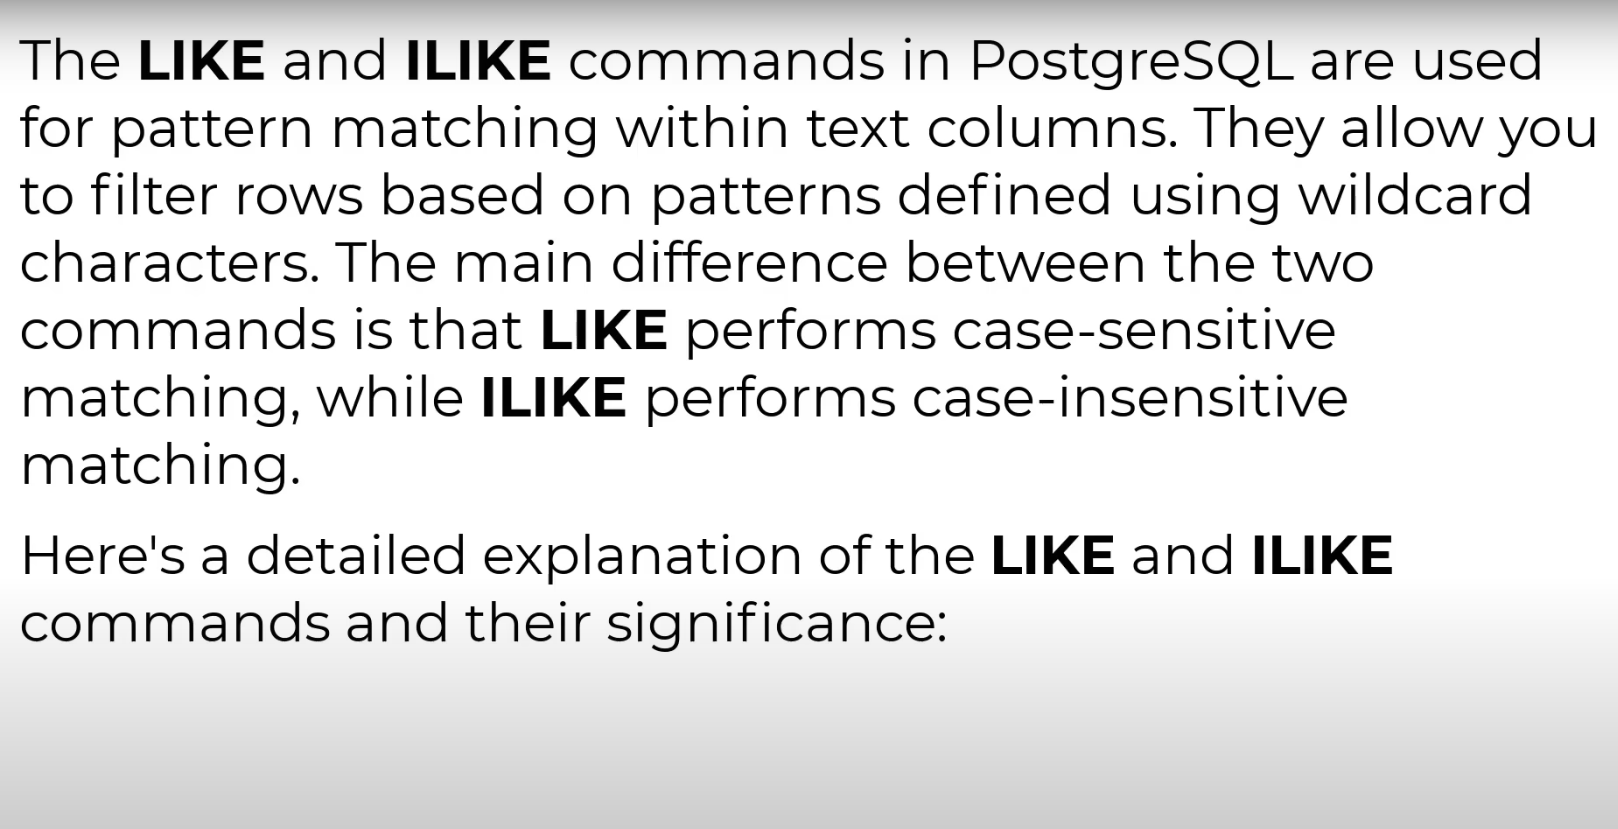 The LIKE and ILIKE commands in PostgreSQL are used
for pattern matching within text columns. They allow you
to filter rows based on patterns defined using wildcard
characters. The main difference between the two
commands is that LIKE performs case-sensitive
matching, while ILIKE performs case-insensitive
matching.
Here's a detailed explanation of the LIKE and ILIKE
commands and their significance: